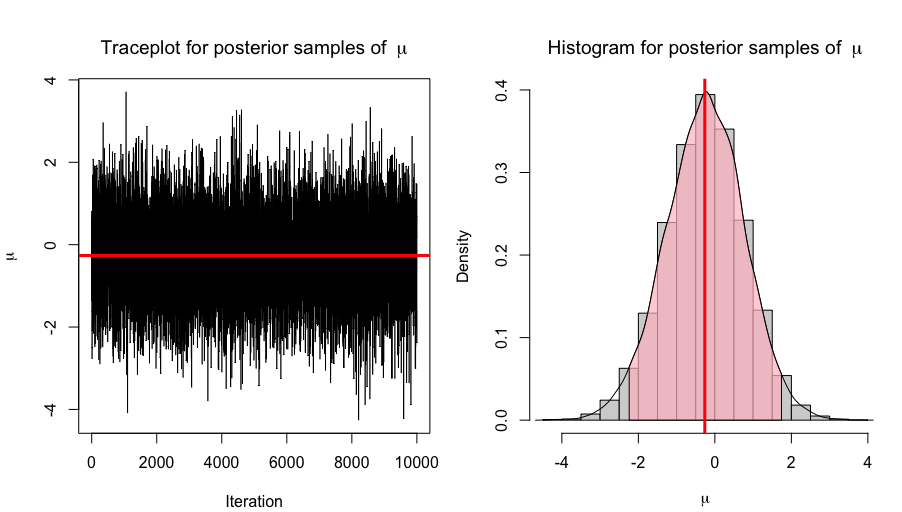 Traceplot for posterior samples of μ
4
2
0
-2
-4
μ
0 2000 4000 6000 8000 10000
Iteration
Histogram for posterior samples of μ
0.4
0.3
0.2
0.1
0.0
Density
-4 -2 0 2 4
μ